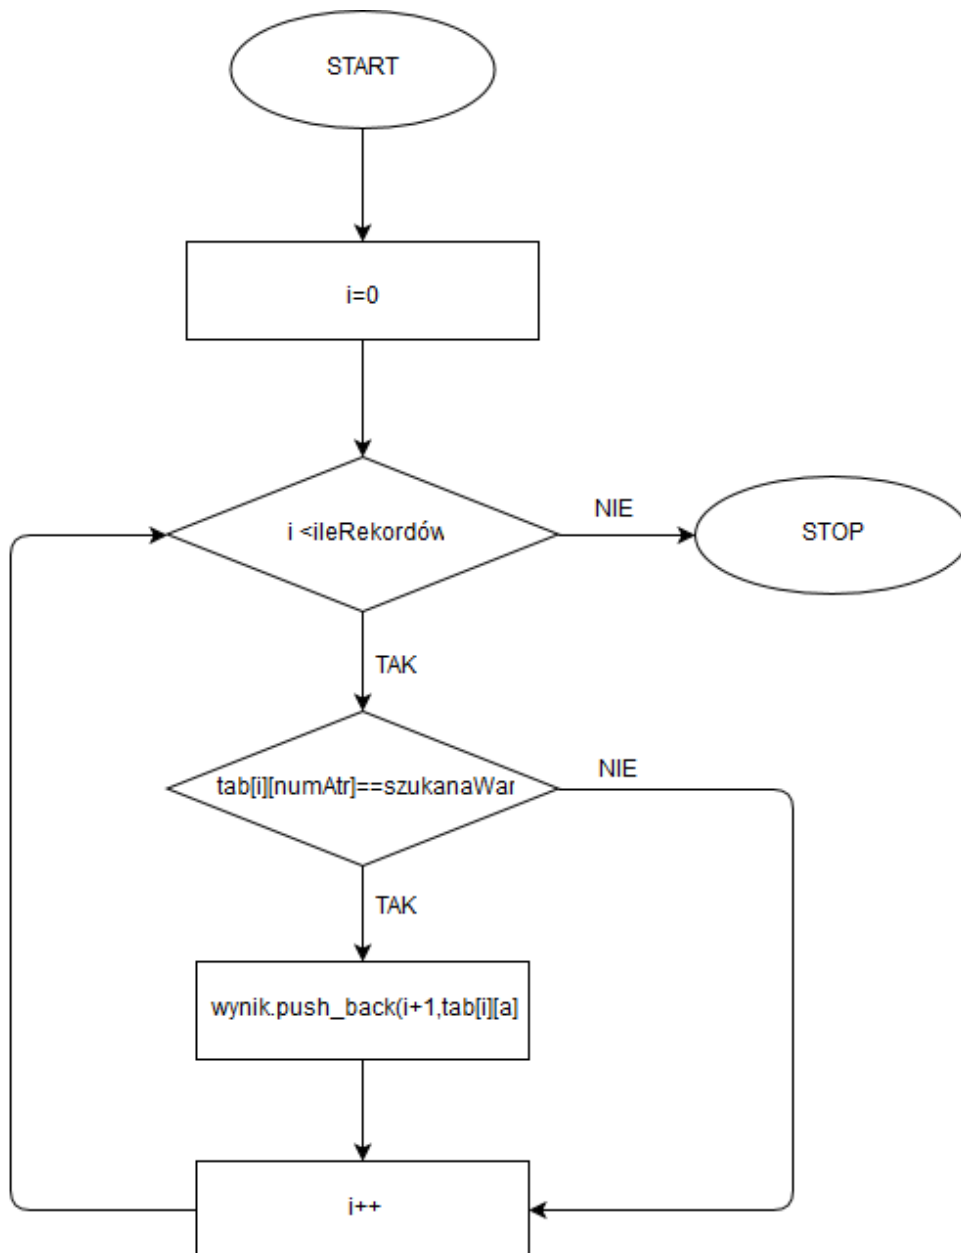 START
i=0
i <ileRekordów
NIE
STOP
TAK
tab[i][numAtr]==szukanaWar
NIE
TAK
wynik.push_back(i+1,tab[i][a]
i++